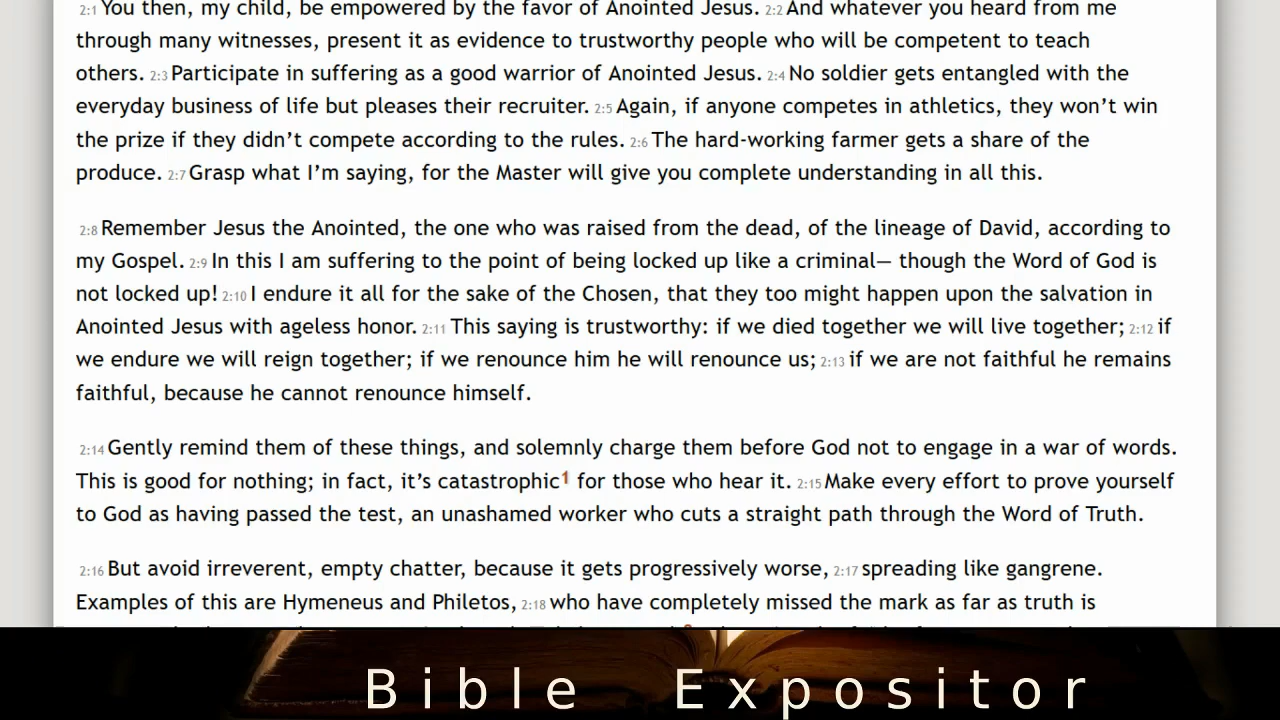 2:1 You then, my child, be empowered by the favor of Anointed Jesus. 2:2 And whatever you heard from me
through many witnesses, present it as evidence to trustworthy people who will be competent to teach
others. 2:3 Participate in suffering as a good warrior of Anointed Jesus. 2:4 No soldier gets entangled with the
everyday business of life but pleases their recruiter. 2:5 Again, if anyone competes in athletics, they won't win
the prize if they didn't compete according to the rules. 2:6 The hard-working farmer gets a share of the
produce. 2:7 Grasp what I'm saying, for the Master will give you complete understanding in all this.
2:8 Remember Jesus the Anointed, the one who was raised from the dead, of the lineage of David, according to
my Gospel. 2:9 In this I am suffering to the point of being locked up like a criminal— though the Word of God is
not locked up! 2:10 I endure it all for the sake of the Chosen, that they too might happen upon the salvation in
Anointed Jesus with ageless honor. 2:11 This saying is trustworthy: if we died together we will live together; 2:12 if
we endure we will reign together; if we renounce him he will renounce us; 2:13 if we are not faithful he remains
faithful, because he cannot renounce himself.
2:14 Gently remind them of these things, and solemnly charge them before God not to engage in a war of words.
This is good for nothing; in fact, it's catastrophic1 for those who hear it. 2:15 Make every effort to prove yourself
to God as having passed the test, an unashamed worker who cuts a straight path through the Word of Truth.
2:16 But avoid irreverent, empty chatter, because it gets progressively worse, 2:17 spreading like gangrene.
Examples of this are Hymeneus and Philetos, 2:18 who have completely missed the mark as far as truth is
Bible Expositor